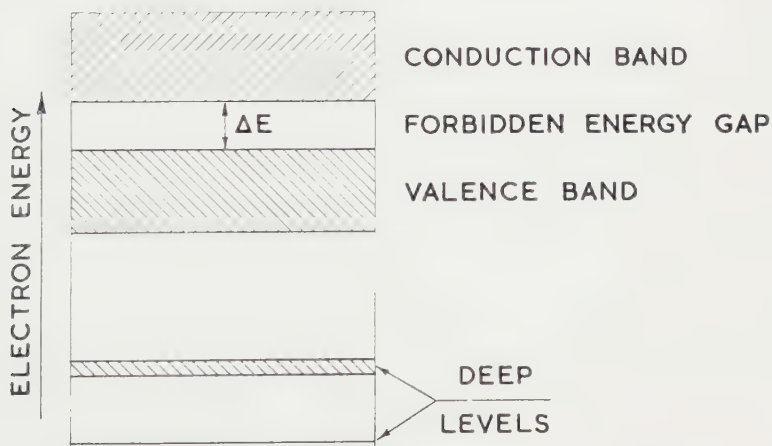 CONDUCTION BAND
ΔE
FORBIDDEN ENERGY GAP
VALENCE BAND
ELECTRON ENERGY
DEEP
LEVELS